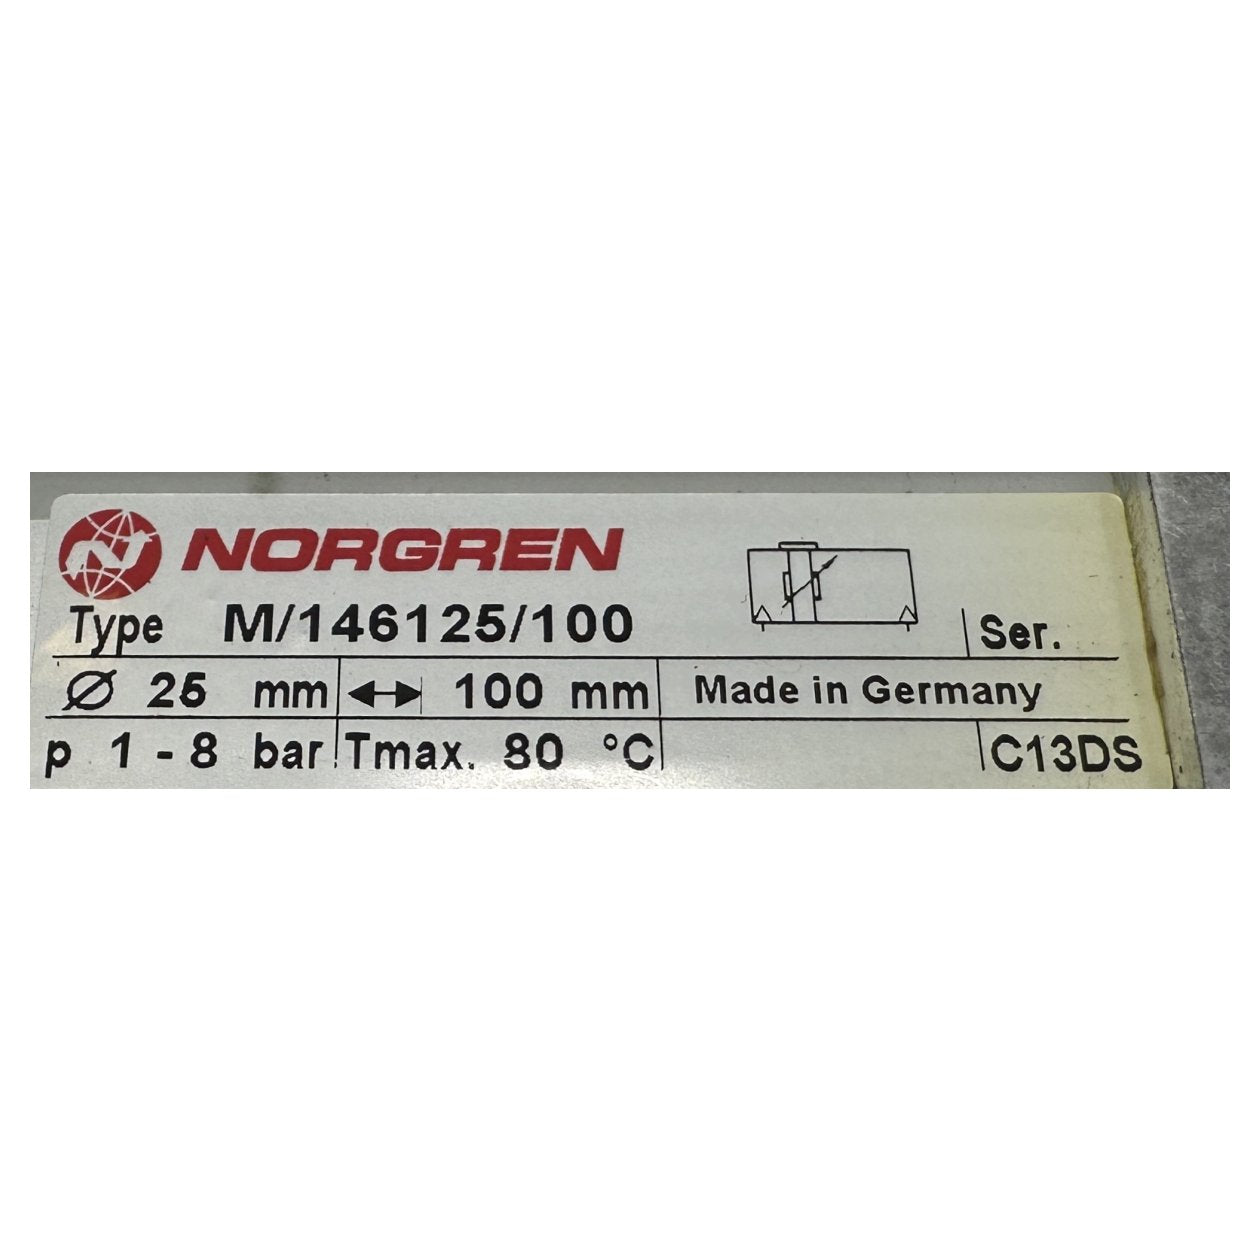 NORGREN
Type M/146125/100 Ser.
Ø 25 mm 100 mm Made in Germany
p 1 - 8 bar Tmax. 80 °C C13DS